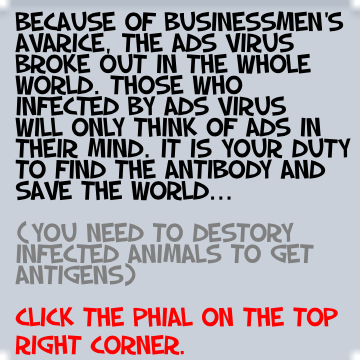 BECAUSE OF BUSINESSMEN'S
AVARICE, THE ADS VIRUS
BROKE OUT IN THE WHOLE
WORLD. THOSE WHO
INFECTED BY ADS VIRUS
WILL ONLY THINK OF ADS IN
THEIR MIND. IT IS YOUR DUTY
TO FIND THE ANTIBODY AND
SAVE THE WORLD...
(YOU NEED TO DESTORY
INFECTED ANIMALS TO GET
ANTIGENS)
CLICK THE PHIAL ON THE TOP
RIGHT CORNER.